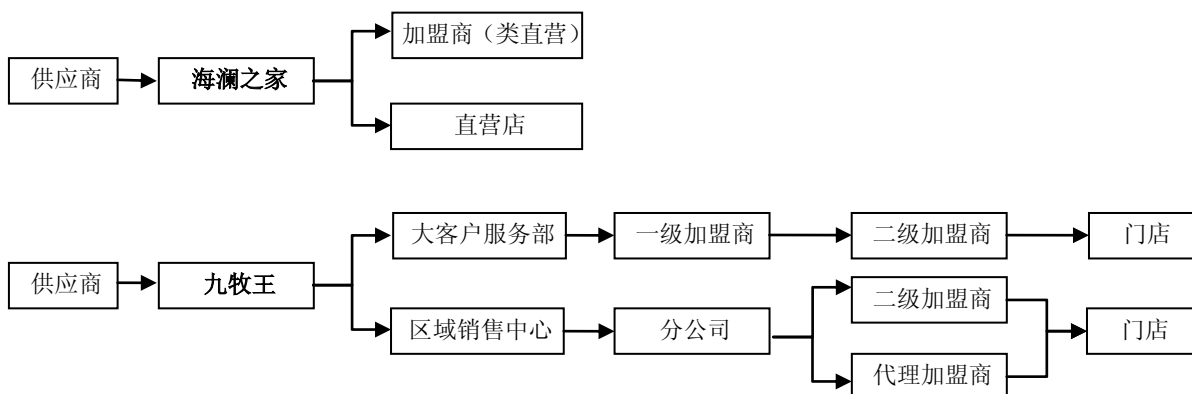 加盟商（类直营）
供应商
海澜之家
直营店
大客户服务部
一级加盟商
二级加盟商
门店
供应商
九牧王
二级加盟商
区域销售中心
分公司
门店
代理加盟商